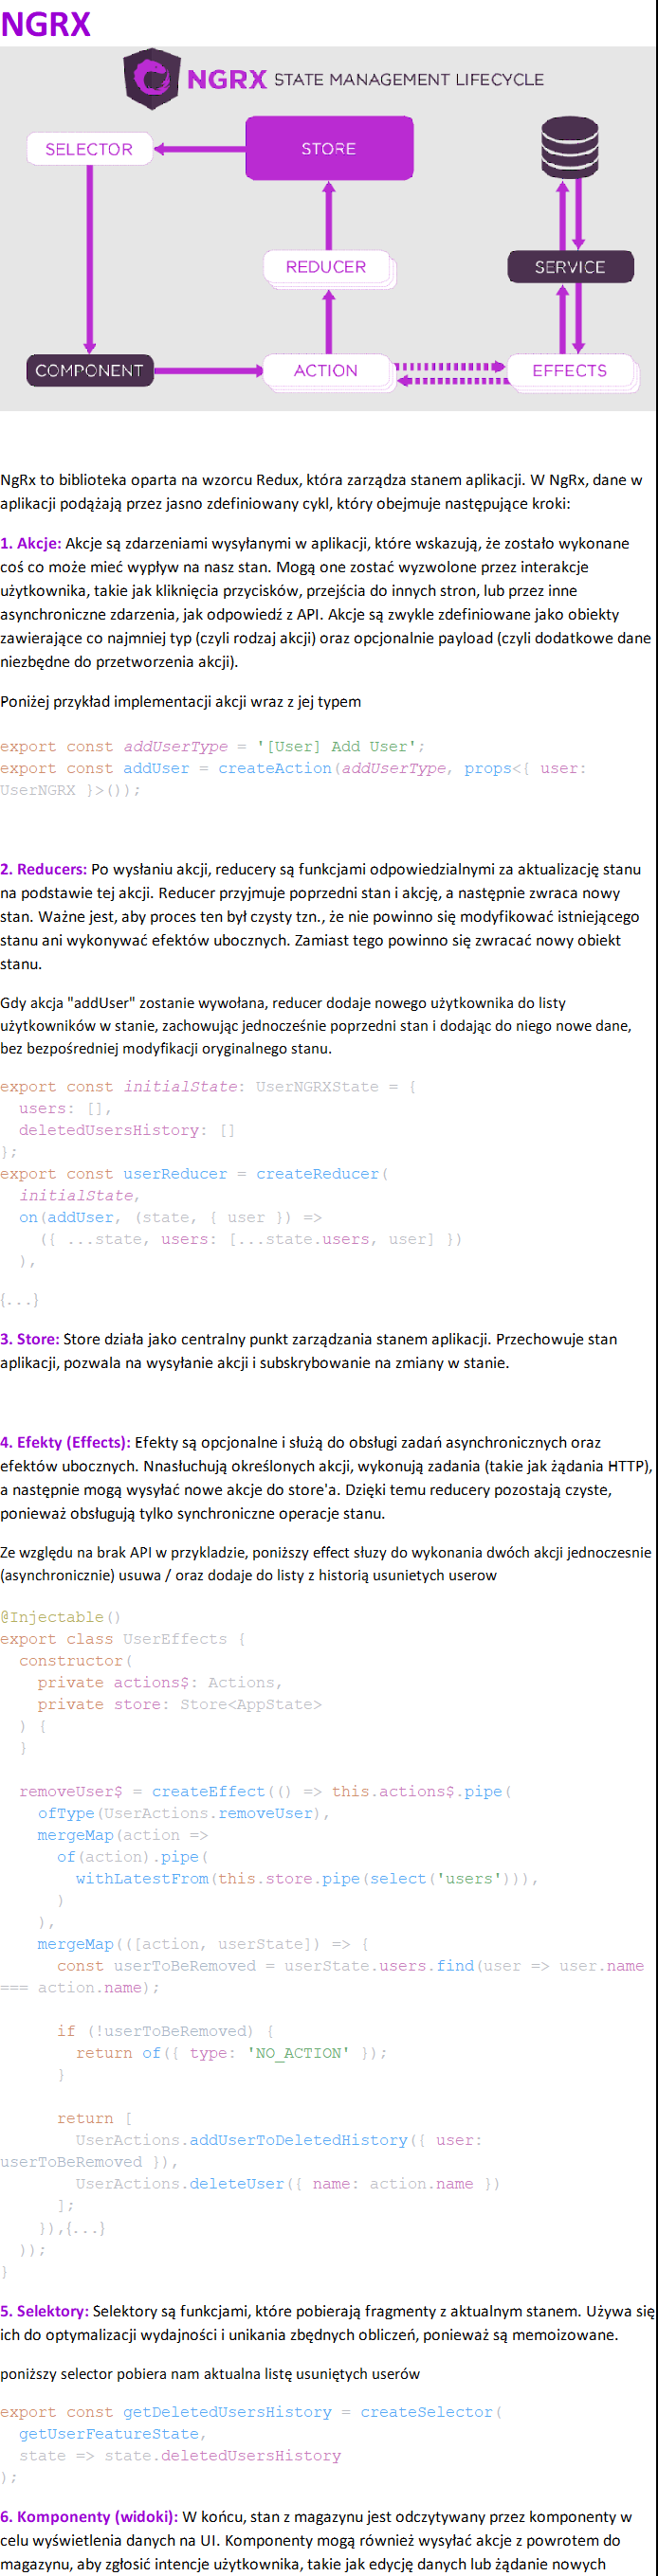 NGRX
NGRX STATE MANAGEMENT LIFECYCLE
SELECTOR
STORE
REDUCER
SERVICE
COMPONENT
ACTION
EFFECTS
NgRx to biblioteka oparta na wzorcu Redux, która zarządza stanem aplikacji. W NgRx, dane w
aplikacji podążają przez jasno zdefiniowany cykl, który obejmuje następujące kroki:
1. Akcje: Akcje są zdarzeniami wysyłanymi w aplikacji, które wskazują, że zostało wykonane
coś co może mieć wypływ na nasz stan. Mogą one zostać wyzwolone przez interakcje
użytkownika, takie jak kliknięcia przycisków, przejścia do innych stron, lub przez inne
asynchroniczne zdarzenia, jak odpowiedź z API. Akcje są zwykle zdefiniowane jako obiekty
zawierające co najmniej typ (czyli rodzaj akcji) oraz opcjonalnie payload (czyli dodatkowe dane
niezbędne do przetworzenia akcji).
Poniżej przykład implementacji akcji wraz z jej typem
export const addUserType = '[User] Add User';
export const addUser = createAction(addUserType, props<{ user:
UserNGRX }>());
2. Reducers: Po wysłaniu akcji, reducery są funkcjami odpowiedzialnymi za aktualizację stanu
na podstawie tej akcji. Reducer przyjmuje poprzedni stan i akcję, a następnie zwraca nowy
stan. Ważne jest, aby proces ten był czysty tzn., że nie powinno się modyfikować istniejącego
stanu ani wykonywać efektów ubocznych. Zamiast tego powinno się zwracać nowy obiekt
stanu.
Gdy akcja "addUser" zostanie wywołana, reducer dodaje nowego użytkownika do listy
użytkowników w stanie, zachowując jednocześnie poprzedni stan i dodając do niego nowe dane,
bez bezpośredniej modyfikacji oryginalnego stanu.
export const initialState: UserNGRXState = {
users: [],
deletedUsersHistory: []
};
export const userReducer = createReducer(
initialState,
on(addUser, (state, { user }) =>
({ ...state, users: [...state.users, user] })
),
{...}
3. Store: Store działa jako centralny punkt zarządzania stanem aplikacji. Przechowuje stan
aplikacji, pozwala na wysyłanie akcji i subskrybowanie na zmiany w stanie.
4. Efekty (Effects): Efekty są opcjonalne i służą do obsługi zadań asynchronicznych oraz
efektów ubocznych. Nnasłuchują określonych akcji, wykonują zadania (takie jak żądania HTTP),
a następnie mogą wysyłać nowe akcje do store'a. Dzięki temu reducery pozostają czyste,
ponieważ obsługują tylko synchroniczne operacje stanu.
Ze względu na brak API w przykladzie, poniższy effect słuzy do wykonania dwóch akcji jednoczesnie
(asynchronicznie) usuwa / oraz dodaje do listy z historią usunietych userow
@Injectable()
export class UserEffects {
constructor(
private actions$: Actions,
private store: Store<AppState>
) {
}
removeUser$ = createEffect(() => this.actions$.pipe(
ofType(UserActions.removeUser),
mergeMap(action =>
of(action).pipe(
withLatestFrom(this.store.pipe(select('users'))),
)
),
mergeMap(([action, userState]) => {
const userToBeRemoved = userState.users.find(user => user.name
=== action.name);
if (!userToBeRemoved) {
return of({ type: 'NO_ACTION' });
}
return [
UserActions.addUserToDeletedHistory({ user:
userToBeRemoved }),
UserActions.deleteUser({ name: action.name })
];
}),{...}
));
}
5. Selektory: Selektory są funkcjami, które pobierają fragmenty z aktualnym stanem. Używa się
ich do optymalizacji wydajności i unikania zbędnych obliczeń, ponieważ są memoizowane.
poniższy selector pobiera nam aktualna listę usuniętych userów
export const getDeletedUsersHistory = createSelector(
getUserFeatureState,
state => state.deletedUsersHistory
);
6. Komponenty (widoki): W końcu, stan z magazynu jest odczytywany przez komponenty w
celu wyświetlenia danych na UI. Komponenty mogą również wysyłać akcje z powrotem do
magazynu, aby zgłosić intencje użytkownika, takie jak edycję danych lub żądanie nowych